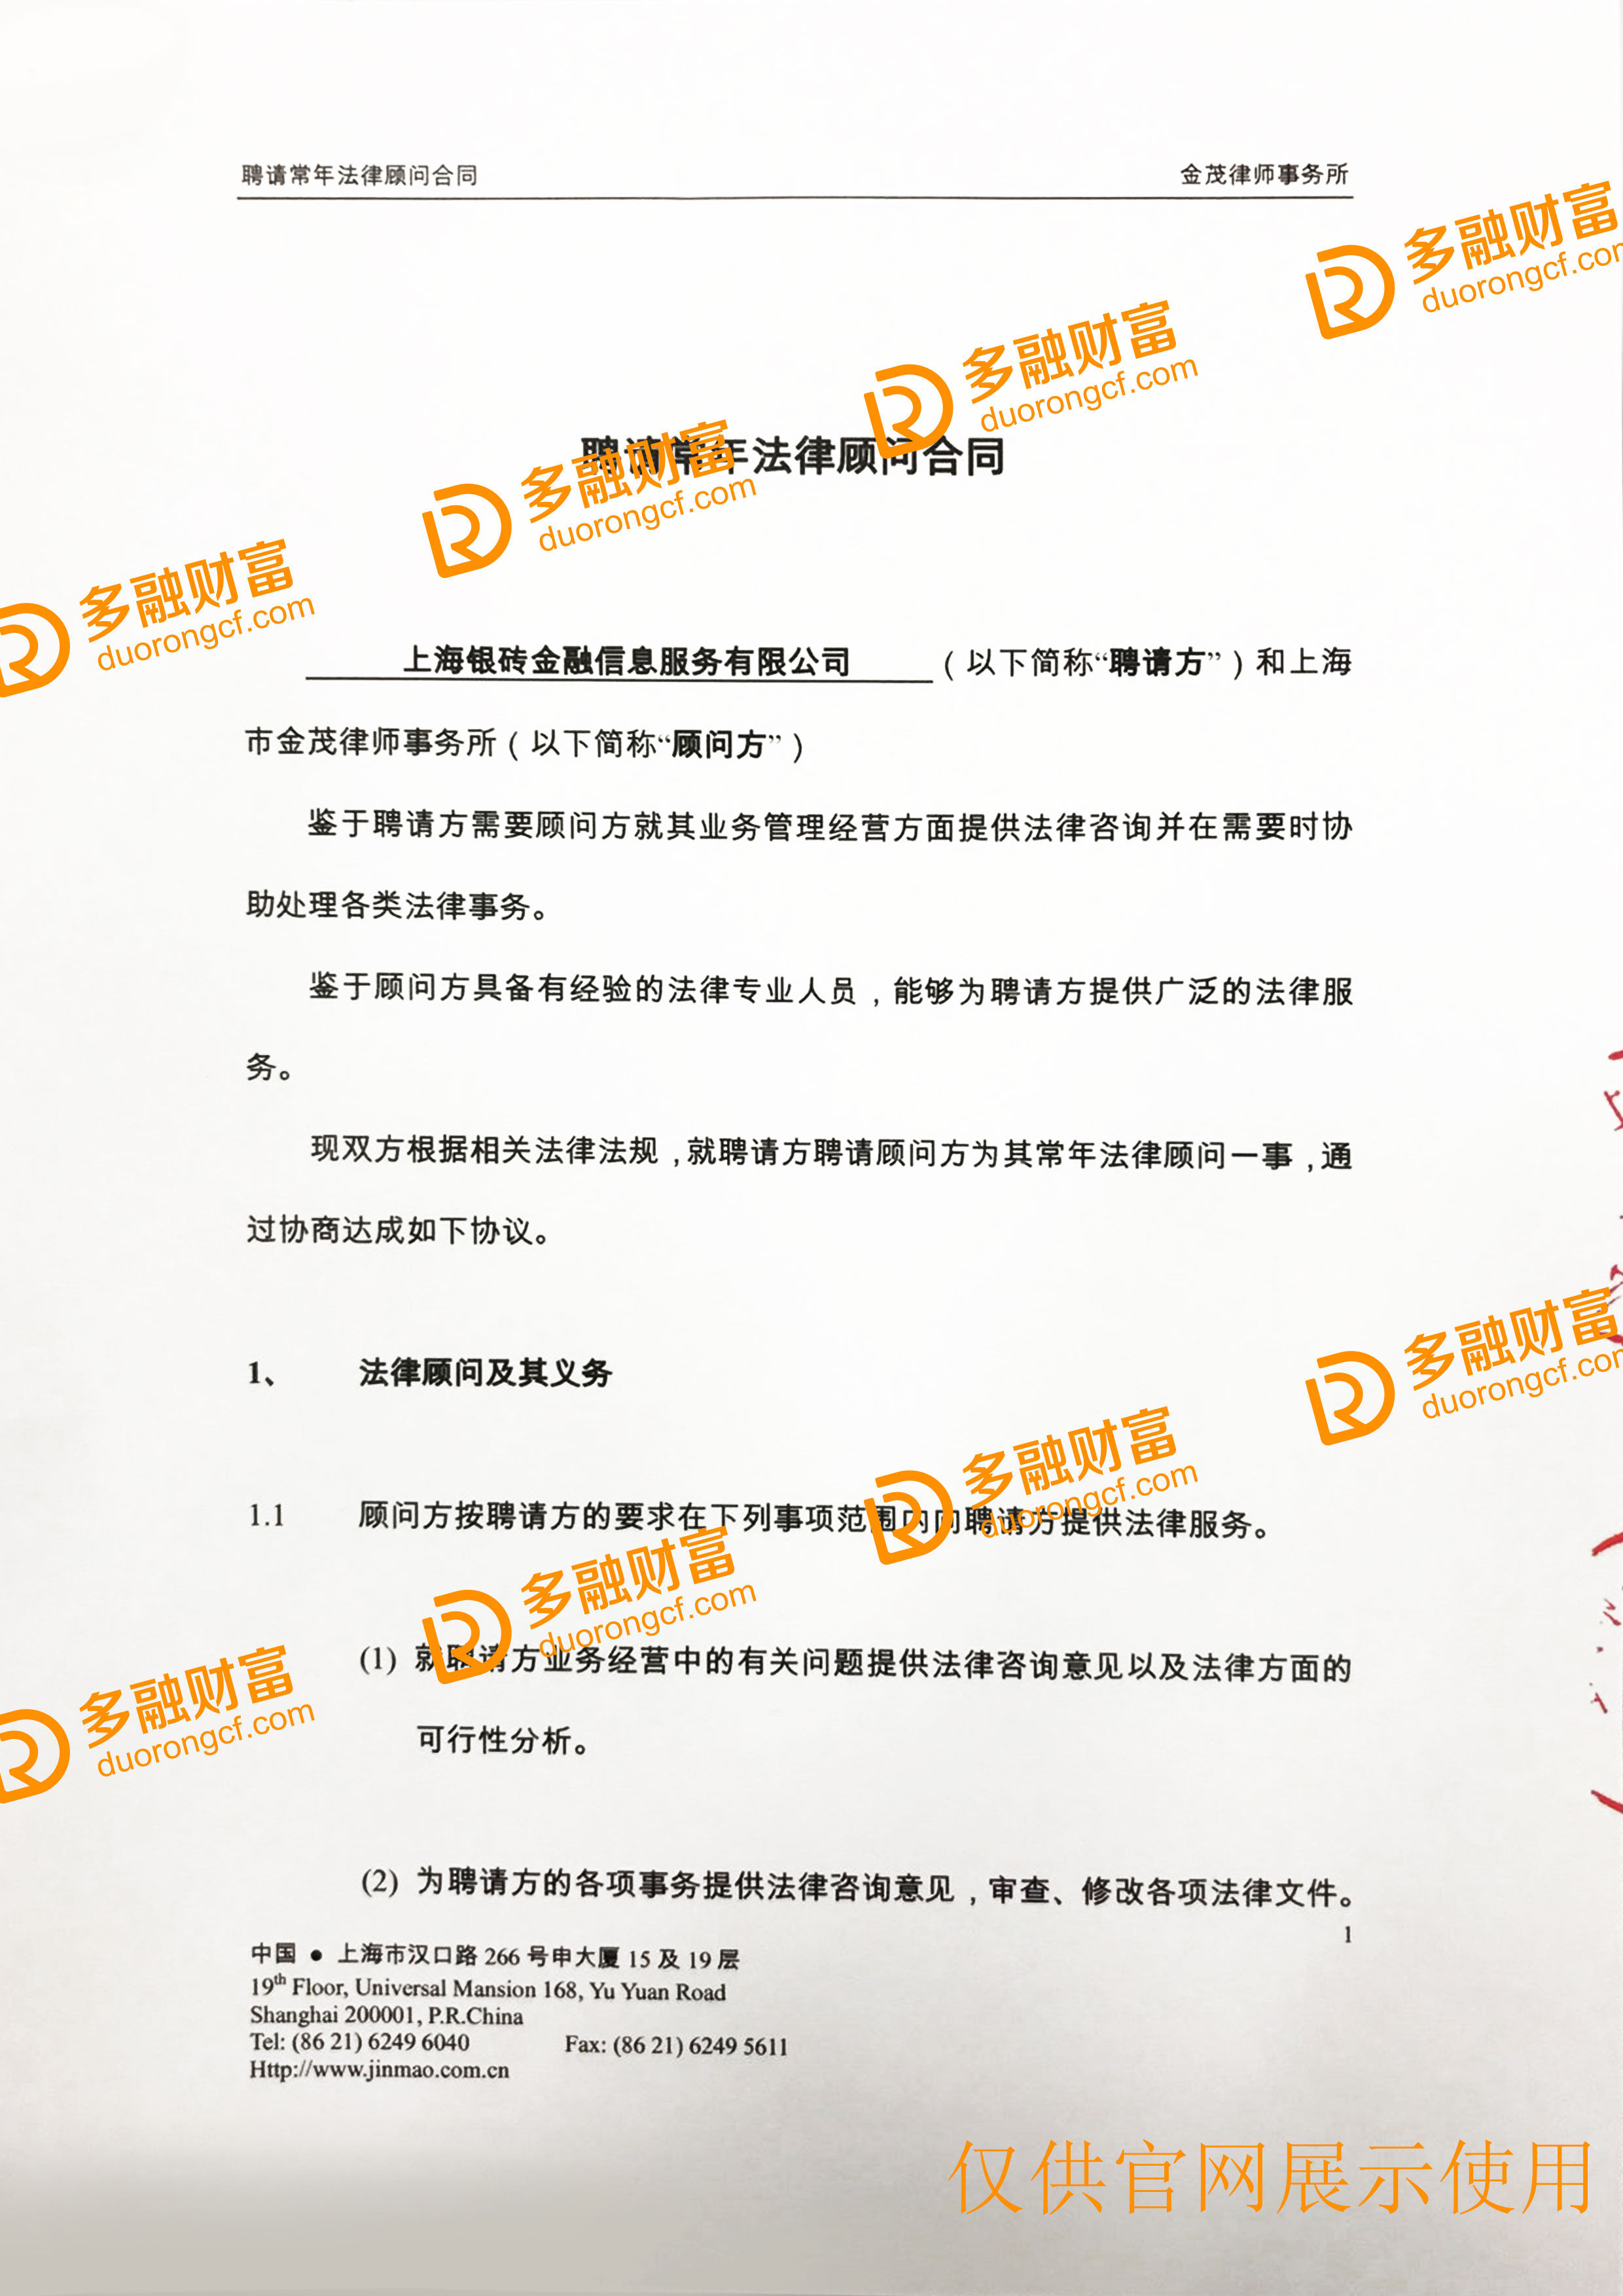 聘请常年法律顾问合同 金茂律师事务所
多融财富
duorongcf.com
多融财富
duorongcf.com
聘请常年法律顾问合同
多融财富
duorongcf.com
多融财富
duorongcf.com
上海银砖金融信息服务有限公司（以下简称“聘请方”）和上海
市金茂律师事务所（以下简称“顾问方”）
鉴于聘请方需要顾问方就其业务管理经营方面提供法律咨询并在需要时协
助处理各类法律事务。
鉴于顾问方具备有经验的法律专业人员，能够为聘请方提供广泛的法律服
务。
现双方根据相关法律法规，就聘请方聘请顾问方为其常年法律顾问一事，通
过协商达成如下协议。
多融财富
duorongcf.com
1、 法律顾问及其义务
多融财富
duorongcf.com
1.1 顾问方按聘请方的要求在下列事项范围内向聘请方提供法律服务。
多融财富
duorongcf.com
(1) 就聘请方业务经营中的有关问题提供法律咨询意见以及法律方面的
可行性分析。
多融财富
duorongcf.com
(2) 为聘请方的各项事务提供法律咨询意见，审查、修改各项法律文件。
1
中国 ● 上海市汉口路 266 号申大厦 15 及 19 层
19th Floor, Universal Mansion 168, Yu Yuan Road
Shanghai 200001, P.R.China
Tel: (86 21) 6249 6040 Fax: (86 21) 6249 5611
Http://www.jinmao.com.cn
仅供官网展示使用